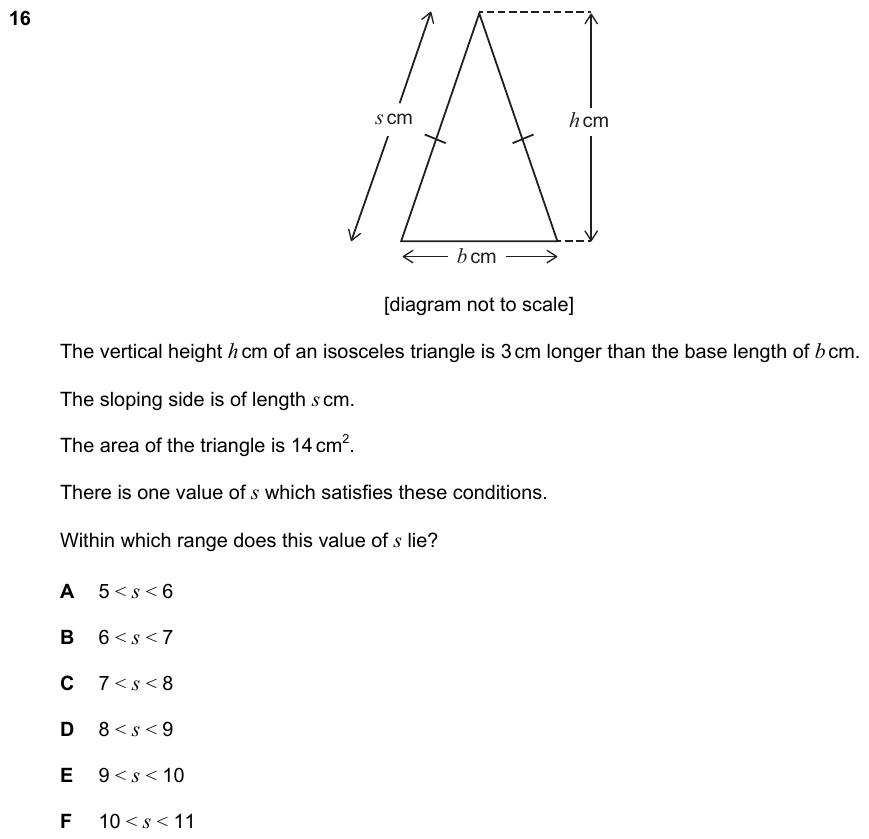 16
s cm
h cm
b cm
[diagram not to scale]
The vertical height h cm of an isosceles triangle is 3 cm longer than the base length of b cm.
The sloping side is of length s cm.
The area of the triangle is 14 cm².
There is one value of s which satisfies these conditions.
Within which range does this value of s lie?
A 5 < s < 6
B 6 < s < 7
C 7 < s < 8
D 8 < s < 9
E 9 < s < 10
F 10 < s < 11